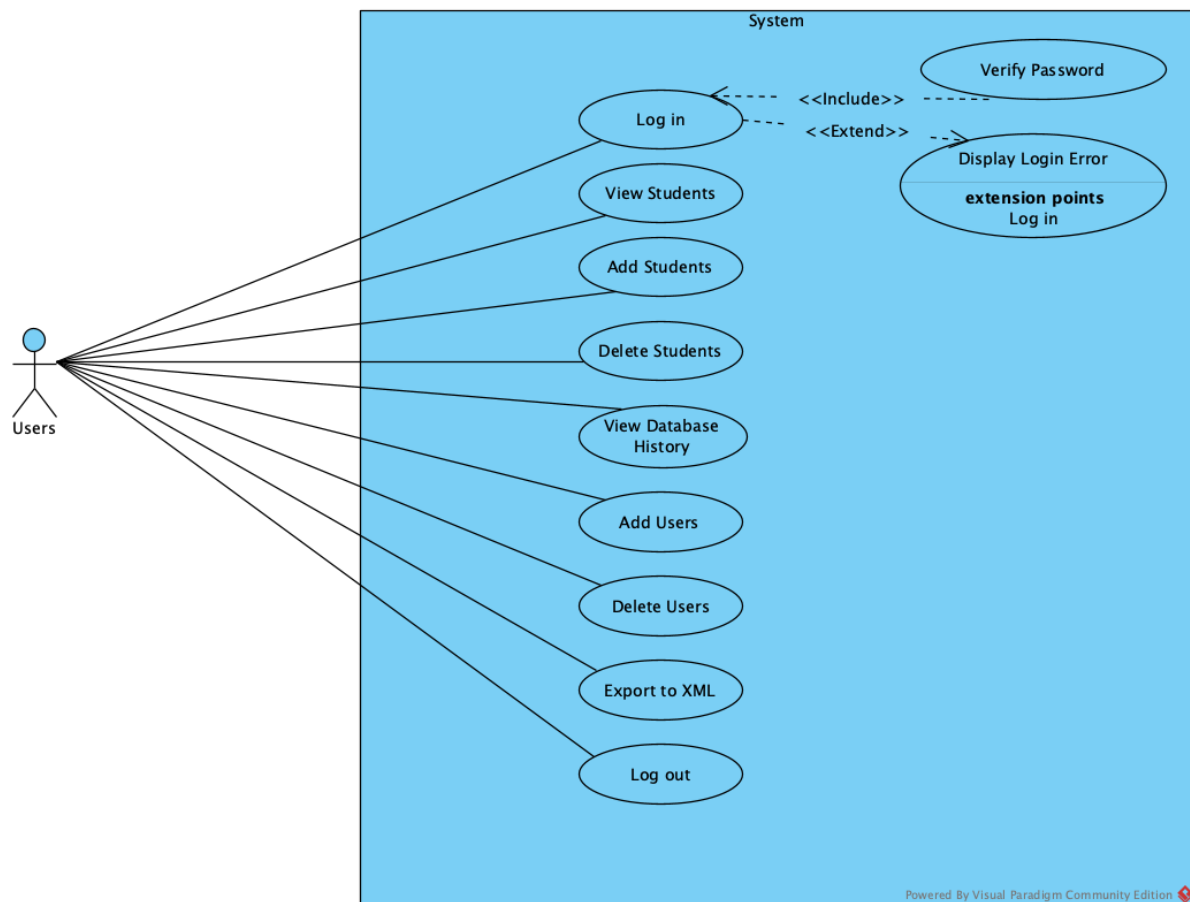 System
Verify Password
<<Include>>
Log in
<<Extend>>
Display Login Error
extension points
Log in
View Students
Add Students
Delete Students
Users
View Database
History
Add Users
Delete Users
Export to XML
Log out
Powered By Visual Paradigm Community Edition